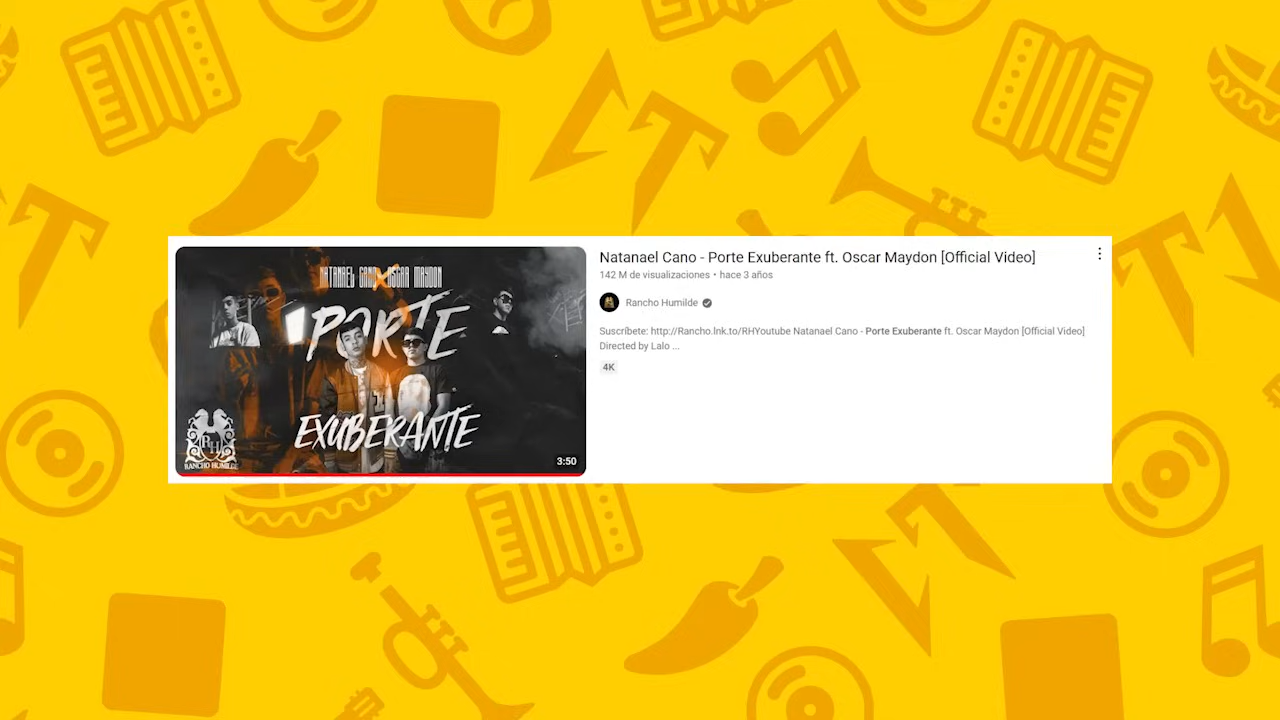 NATANAEL CANO X OSCAR MAYDON
PORTE
EXUBERANTE
RH
RANCHO HUMILDE
3:50
Natanael Cano - Porte Exuberante ft. Oscar Maydon [Official Video]
142 M de visualizaciones • hace 3 años
Rancho Humilde
Suscríbete: http://Rancho.lnk.to/RHYoutube Natanael Cano - Porte Exuberante ft. Oscar Maydon [Official Video]
Directed by Lalo ...
4K